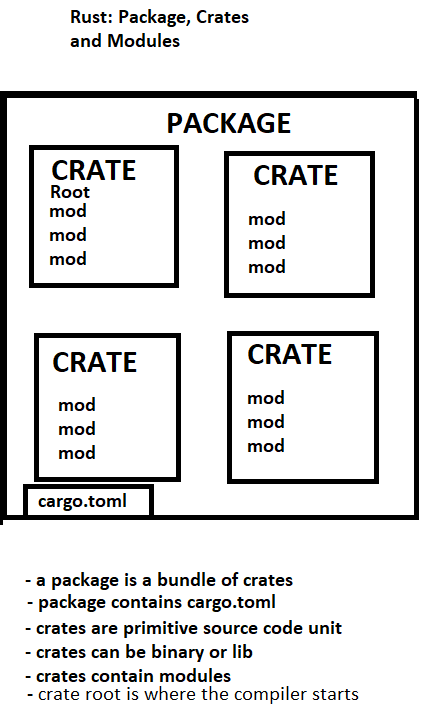 Rust: Package, Crates
and Modules
PACKAGE
CRATE
Root
mod
mod
mod
CRATE
mod
mod
mod
CRATE
mod
mod
mod
CRATE
mod
mod
mod
cargo.toml
- a package is a bundle of crates
- package contains cargo.toml
- crates are primitive source code unit
- crates can be binary or lib
- crates contain modules
- crate root is where the compiler starts